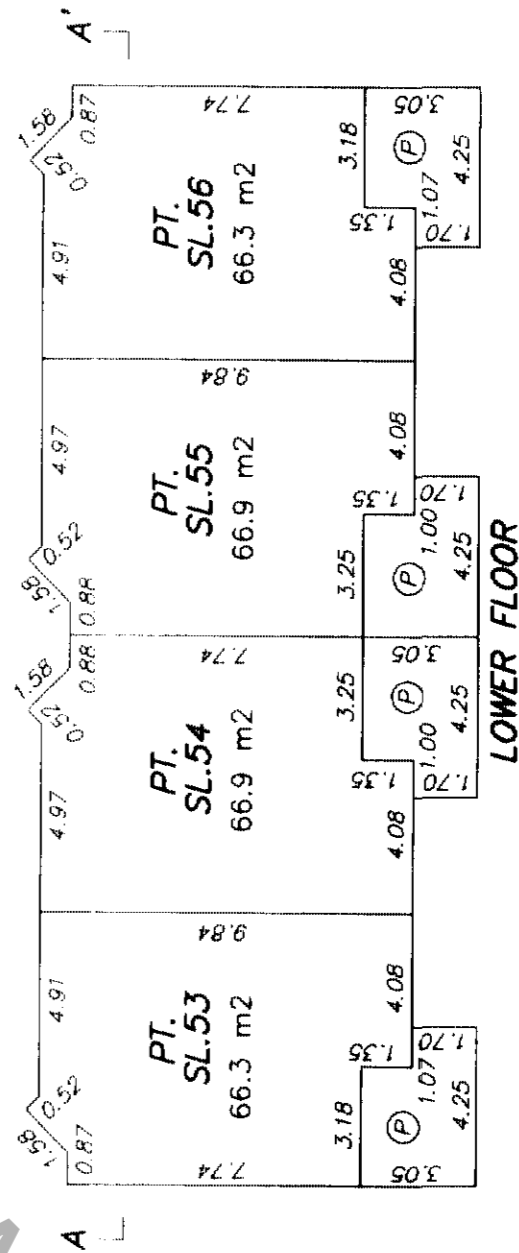 A'
1.58
0.87
0.52
4.91
7.74
PT.
SL.56
66.3 m2
3.18
3.05
P
1.35
1.07
4.25
1.70
4.08
9.84
4.97
0.52
1.58
0.88
PT.
SL.55
66.9 m2
4.08
1.35
1.70
3.25
1.00
P
4.25
7.74
3.05
1.58
0.88
0.52
4.97
PT.
SL.54
66.9 m2
3.25
P
1.35
1.00
4.25
1.70
4.08
9.84
4.91
0.52
1.58
0.87
PT.
SL.53
66.3 m2
4.08
1.35
1.70
3.18
P
1.07
4.25
7.74
3.05
A
LOWER FLOOR